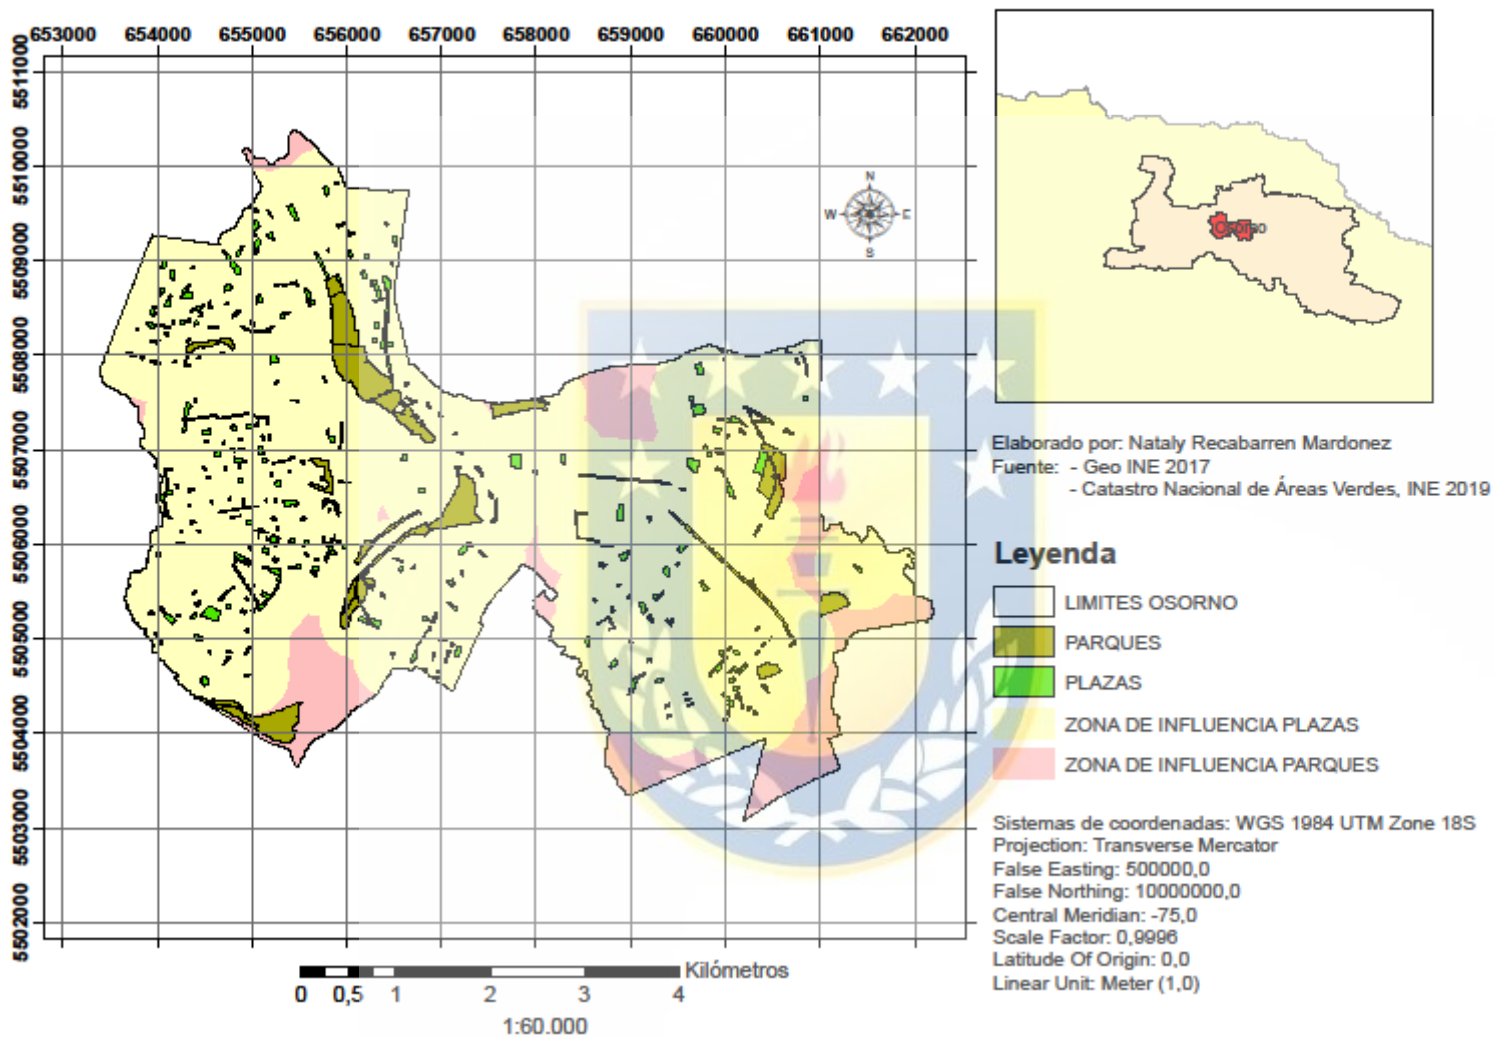 653000 654000 655000 656000 657000 658000 659000 660000 661000 662000
5511000
5510000
5509000
5508000
5507000
5506000
5505000
5504000
5503000
5502000
N
W E
S
Osorno
Elaborado por: Nataly Recabarren Mardonez
Fuente: - Geo INE 2017
- Catastro Nacional de Áreas Verdes, INE 2019
Leyenda
LIMITES OSORNO
PARQUES
PLAZAS
ZONA DE INFLUENCIA PLAZAS
ZONA DE INFLUENCIA PARQUES
Sistemas de coordenadas: WGS 1984 UTM Zone 18S
Projection: Transverse Mercator
False Easting: 500000,0
False Northing: 10000000,0
Central Meridian: -75,0
Scale Factor: 0,9996
Latitude Of Origin: 0,0
Linear Unit: Meter (1,0)
Kilómetros
0 0,5 1 2 3 4
1:60.000